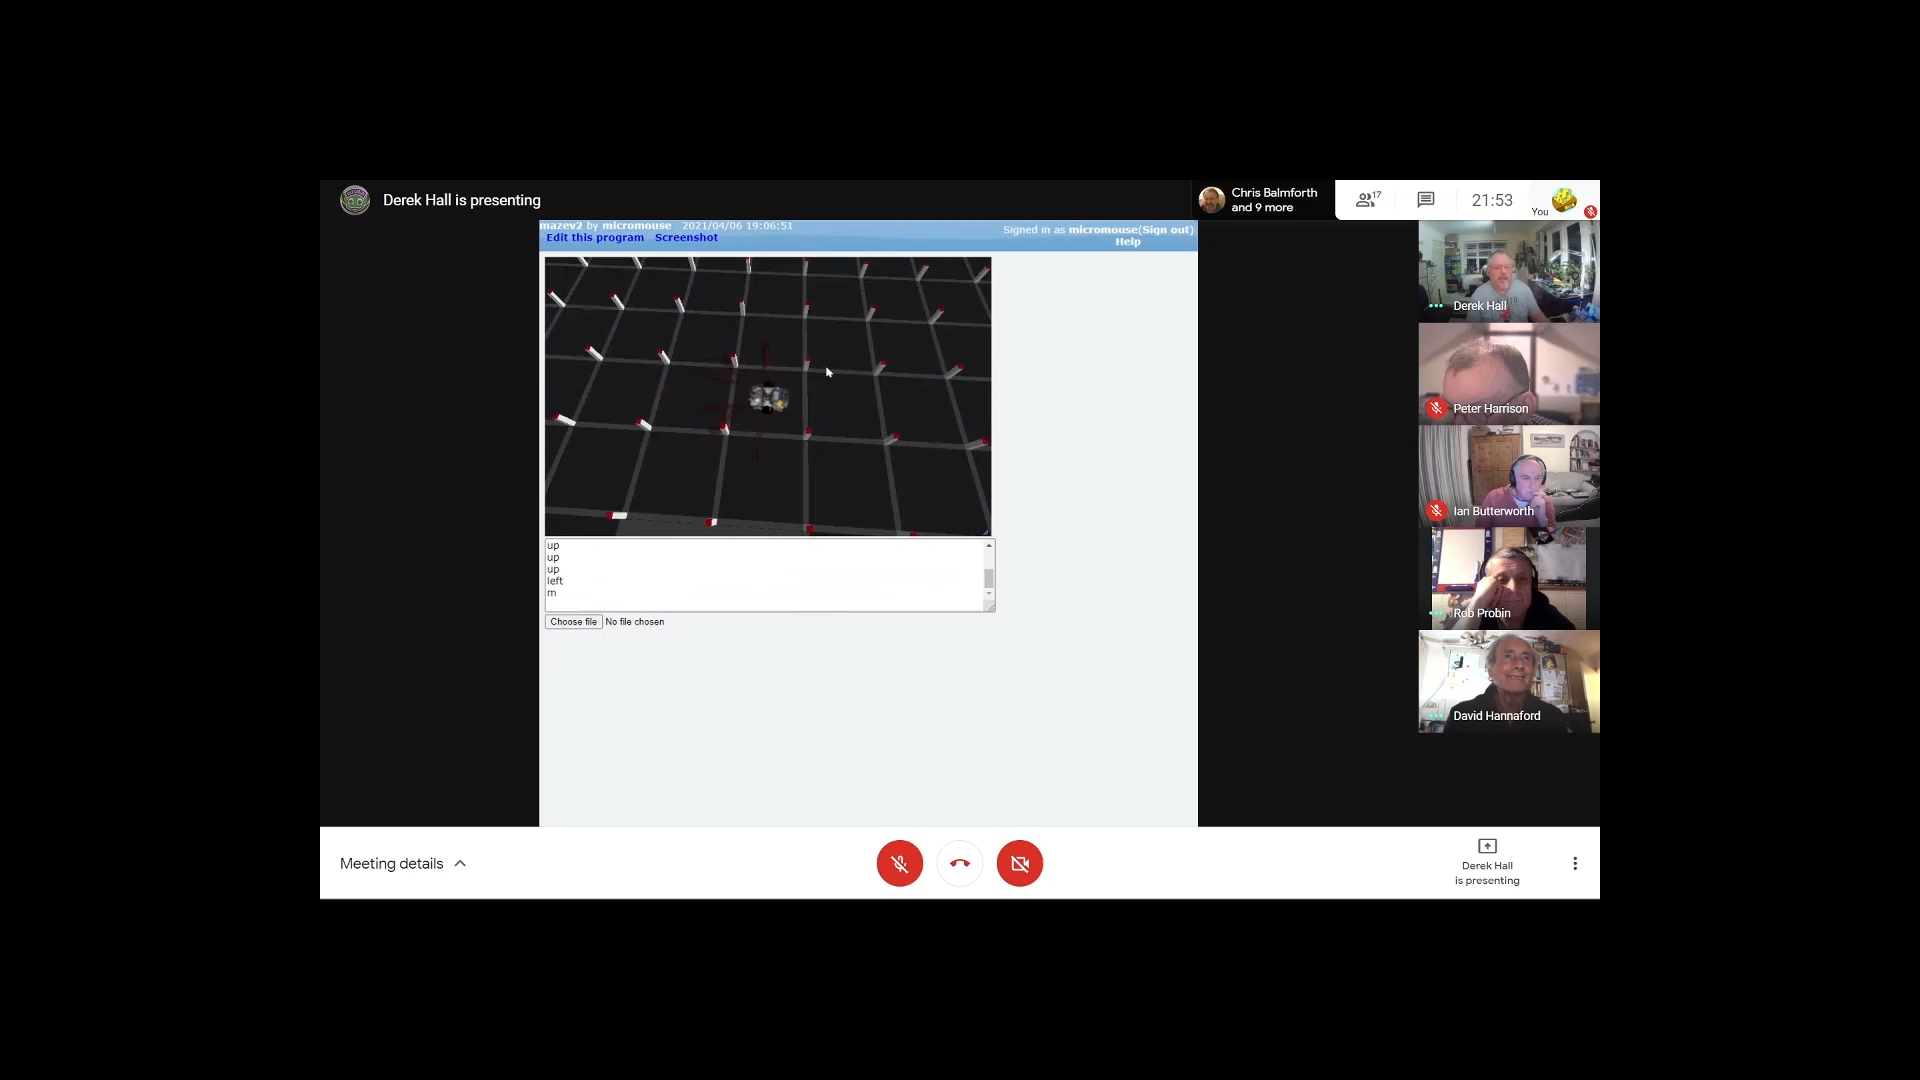 Derek Hall is presenting
Chris Balmforth
and 9 more
17
21:53
You
mazev2 by micromouse 2021/04/06 19:06:51
Edit this program Screenshot
Signed in as micromouse(Sign out)
Help
up
up
up
left
m
Choose file No file chosen
Derek Hall
Peter Harrison
Ian Butterworth
Rob Probin
David Hannaford
Meeting details
Derek Hall
is presenting